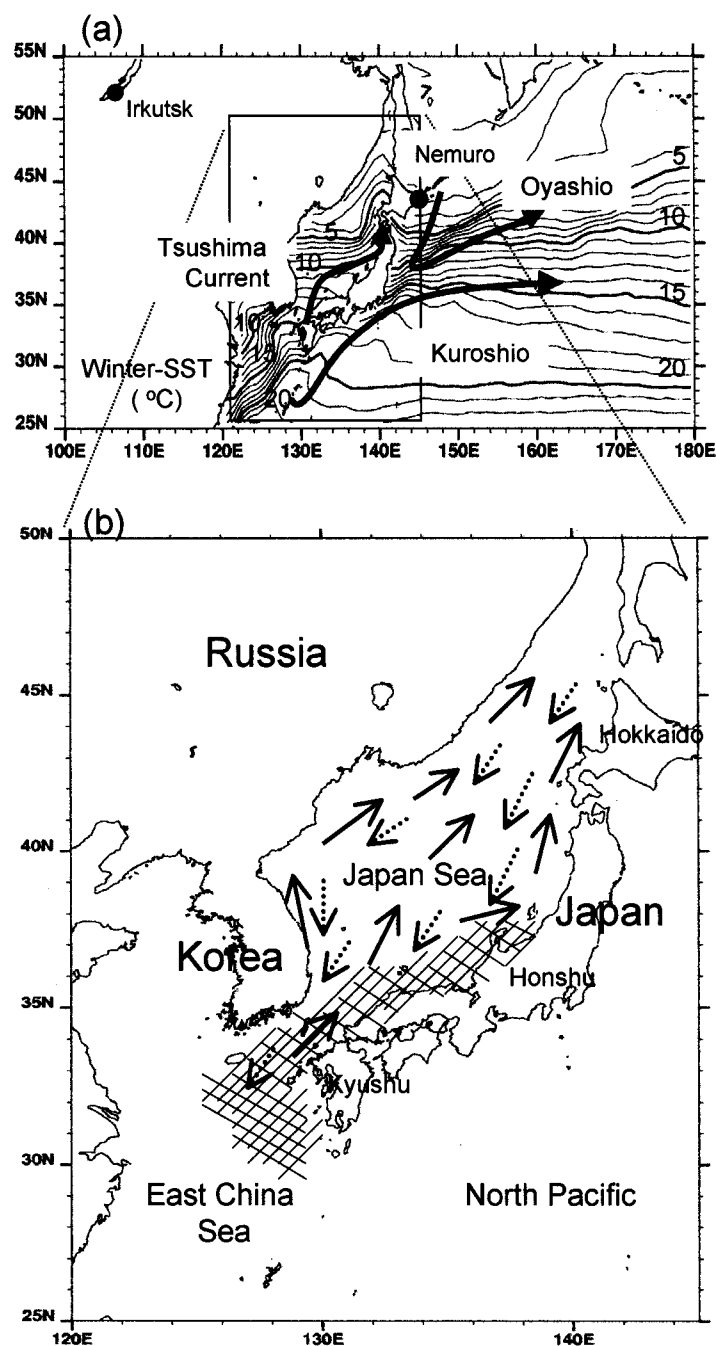 (a)
55N
50N
45N
40N
35N
30N
25N
Irkutsk
Nemuro
Oyashio
5
10
15
20
5
Tsushima
Current
10
10
15
20
Kuroshio
Winter-SST
(ºC)
100E 110E 120E 130E 140E 150E 160E 170E 180E
(b)
50N
45N
40N
35N
30N
25N
Russia
Hokkaido
Japan Sea
Japan
Korea
Honshu
Kyushu
East China
Sea
North Pacific
120E 130E 140E